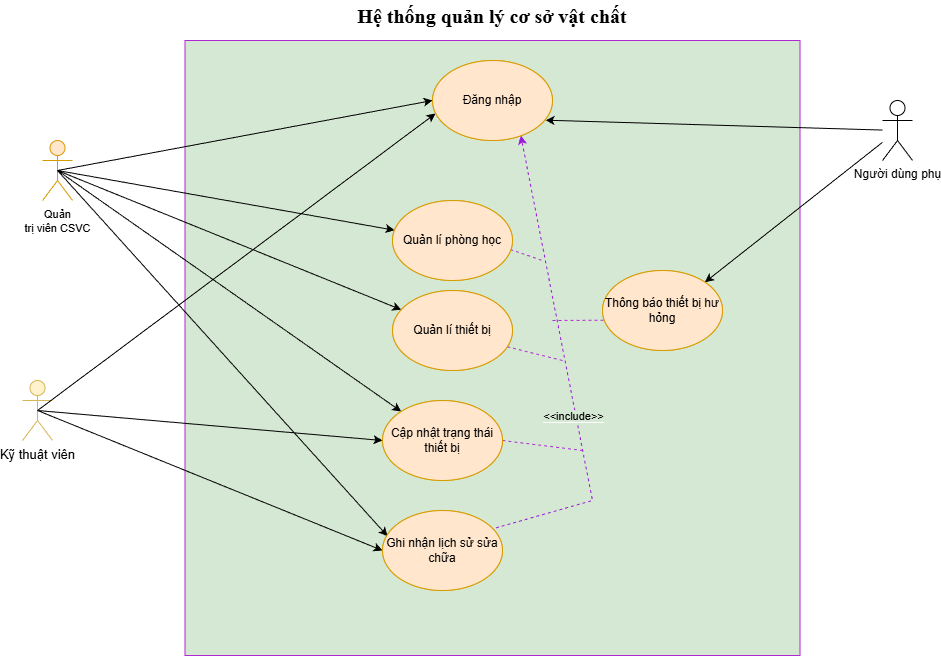 Hệ thống quản lý cơ sở vật chất
Đăng nhập
Người dùng phụ
Quản
trị viên CSVC
Quản lí phòng học
Thông báo thiết bị hư
hỏng
Quản lí thiết bị
<<include>>
Cập nhật trạng thái
thiết bị
Kỹ thuật viên
Ghi nhận lịch sử sửa
chữa